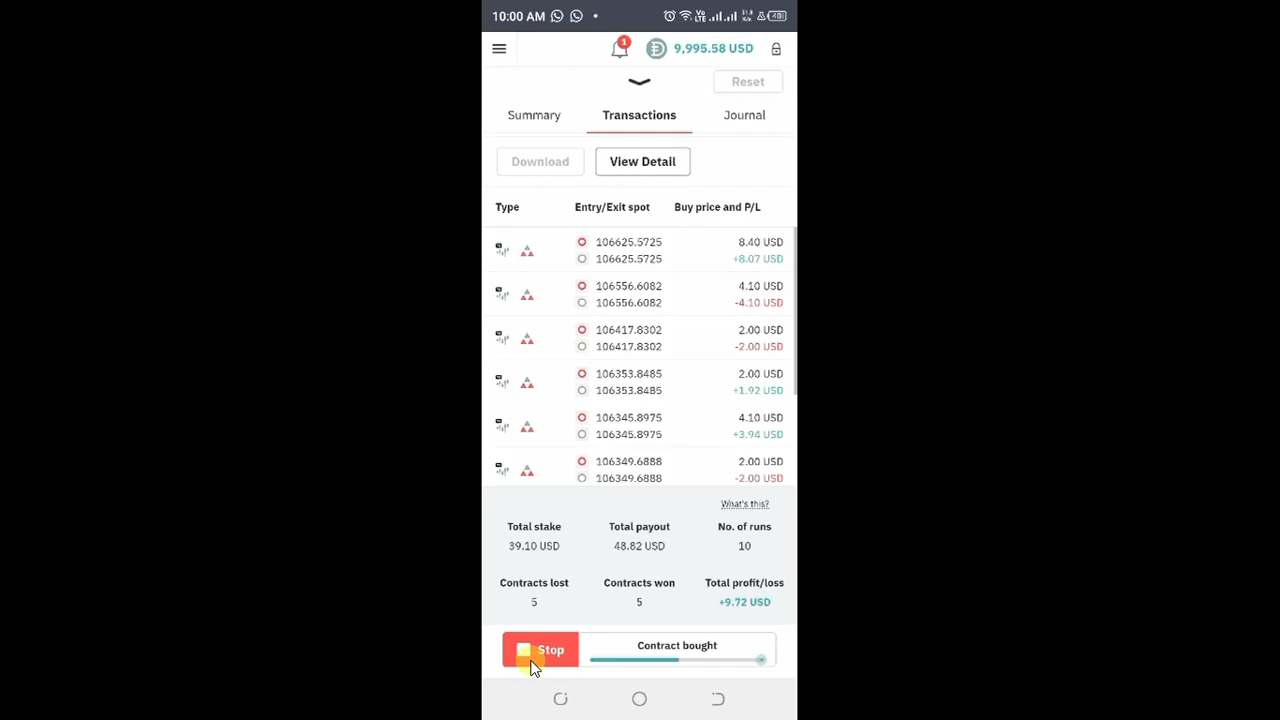 10:00 AM
Vo LTE 51.8 K/s 40
1
9,995.58 USD
Reset
Summary Transactions Journal
Download View Detail
Type Entry/Exit spot Buy price and P/L
106625.5725 8.40 USD
106625.5725 +8.07 USD
106556.6082 4.10 USD
106556.6082 -4.10 USD
106417.8302 2.00 USD
106417.8302 -2.00 USD
106353.8485 2.00 USD
106353.8485 +1.92 USD
106345.8975 4.10 USD
106345.8975 +3.94 USD
106349.6888 2.00 USD
106349.6888 -2.00 USD
What's this?
Total stake Total payout No. of runs
39.10 USD 48.82 USD 10
Contracts lost Contracts won Total profit/loss
5 5 +9.72 USD
Stop Contract bought